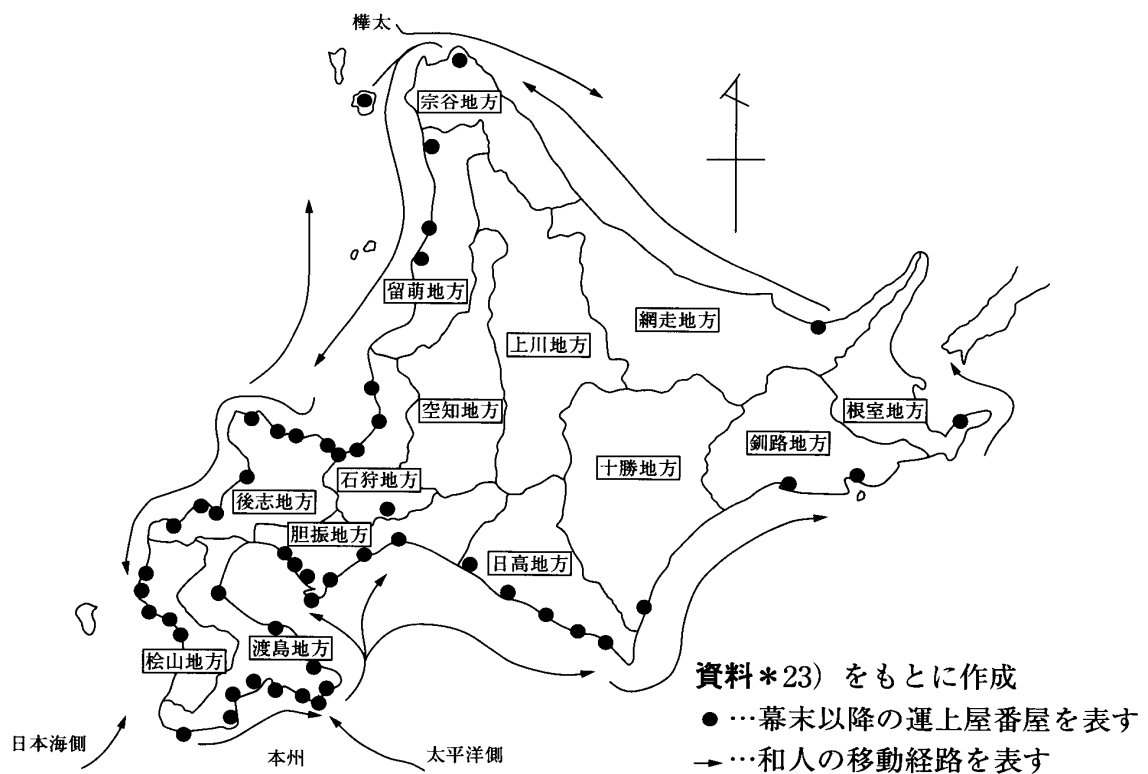 樺太
宗谷地方
留萌地方
網走地方
上川地方
空知地方
根室地方
釧路地方
十勝地方
石狩地方
後志地方
胆振地方
日高地方
渡島地方
桧山地方
日本海側
本州
太平洋側
資料*23) をもとに作成
●…幕末以降の運上屋番屋を表す
→…和人の移動経路を表す